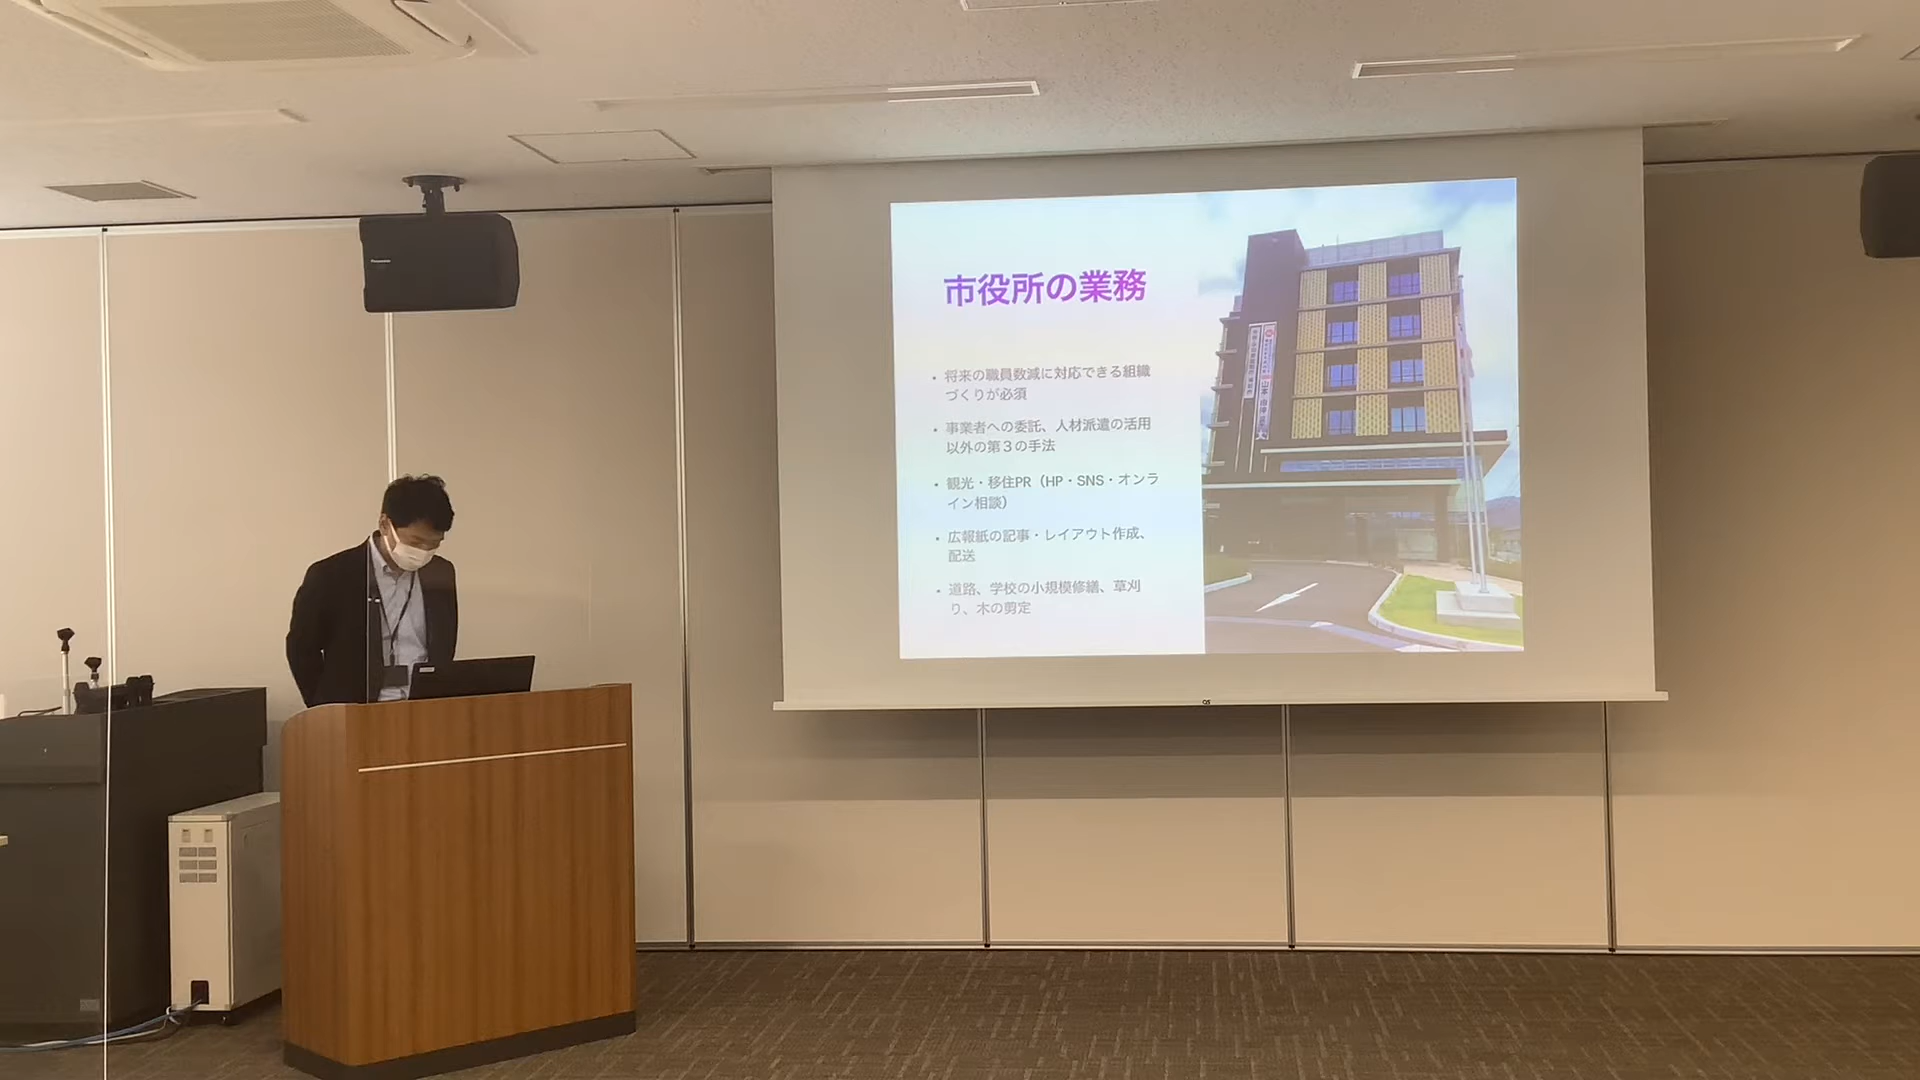 市役所の業務
• 将来の職員数減に対応できる組織
づくりが必須
• 事業者への委託、人材派遣の活用
以外の第３の手法
• 観光・移住PR（HP・SNS・オンラ
イン相談）
• 広報紙の記事・レイアウト作成、
配送
• 道路、学校の小規模修繕、草刈
り、木の剪定
Panasonic
OS